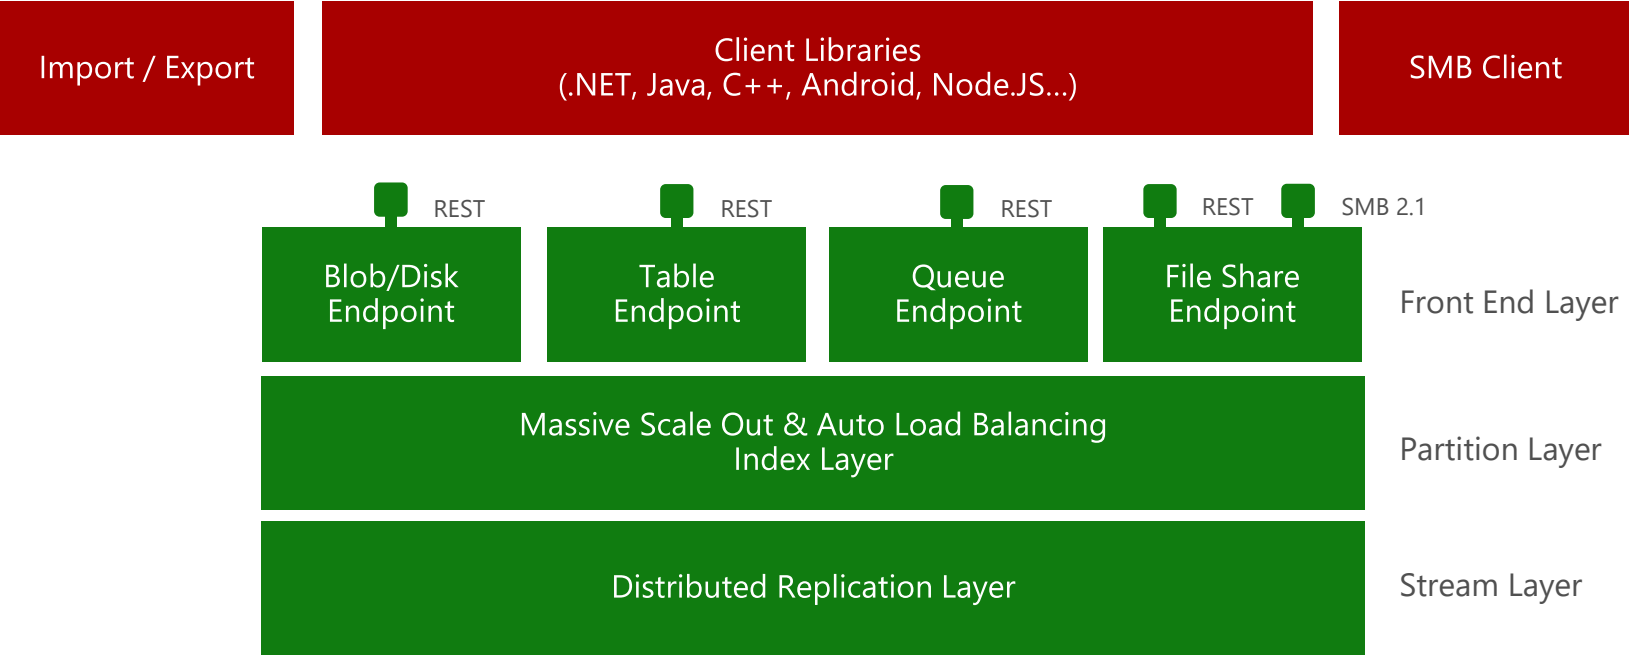 Import / Export
Client Libraries
(.NET, Java, C++, Android, Node.JS...)
SMB Client
REST
REST
REST
REST
SMB 2.1
Blob/Disk
Endpoint
Table
Endpoint
Queue
Endpoint
File Share
Endpoint
Front End Layer
Massive Scale Out & Auto Load Balancing
Index Layer
Partition Layer
Distributed Replication Layer
Stream Layer